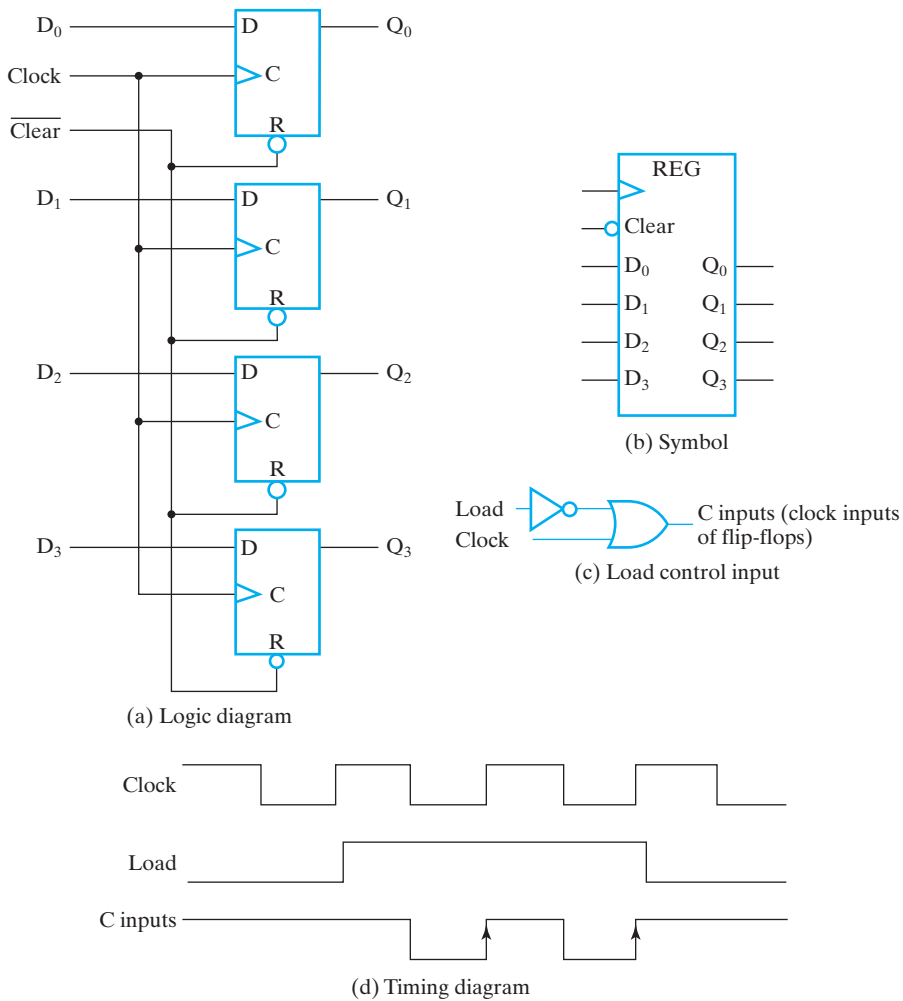 D₀ D Q₀
Clock C
C̅l̅e̅a̅r̅ R
D₁ D Q₁
C
R
D₂ D Q₂
C
R
D₃ D Q₃
C
R
(a) Logic diagram
REG
Clear
D₀ Q₀
D₁ Q₁
D₂ Q₂
D₃ Q₃
(b) Symbol
Load
Clock
C inputs (clock inputs
of flip-flops)
(c) Load control input
Clock
Load
C inputs
(d) Timing diagram